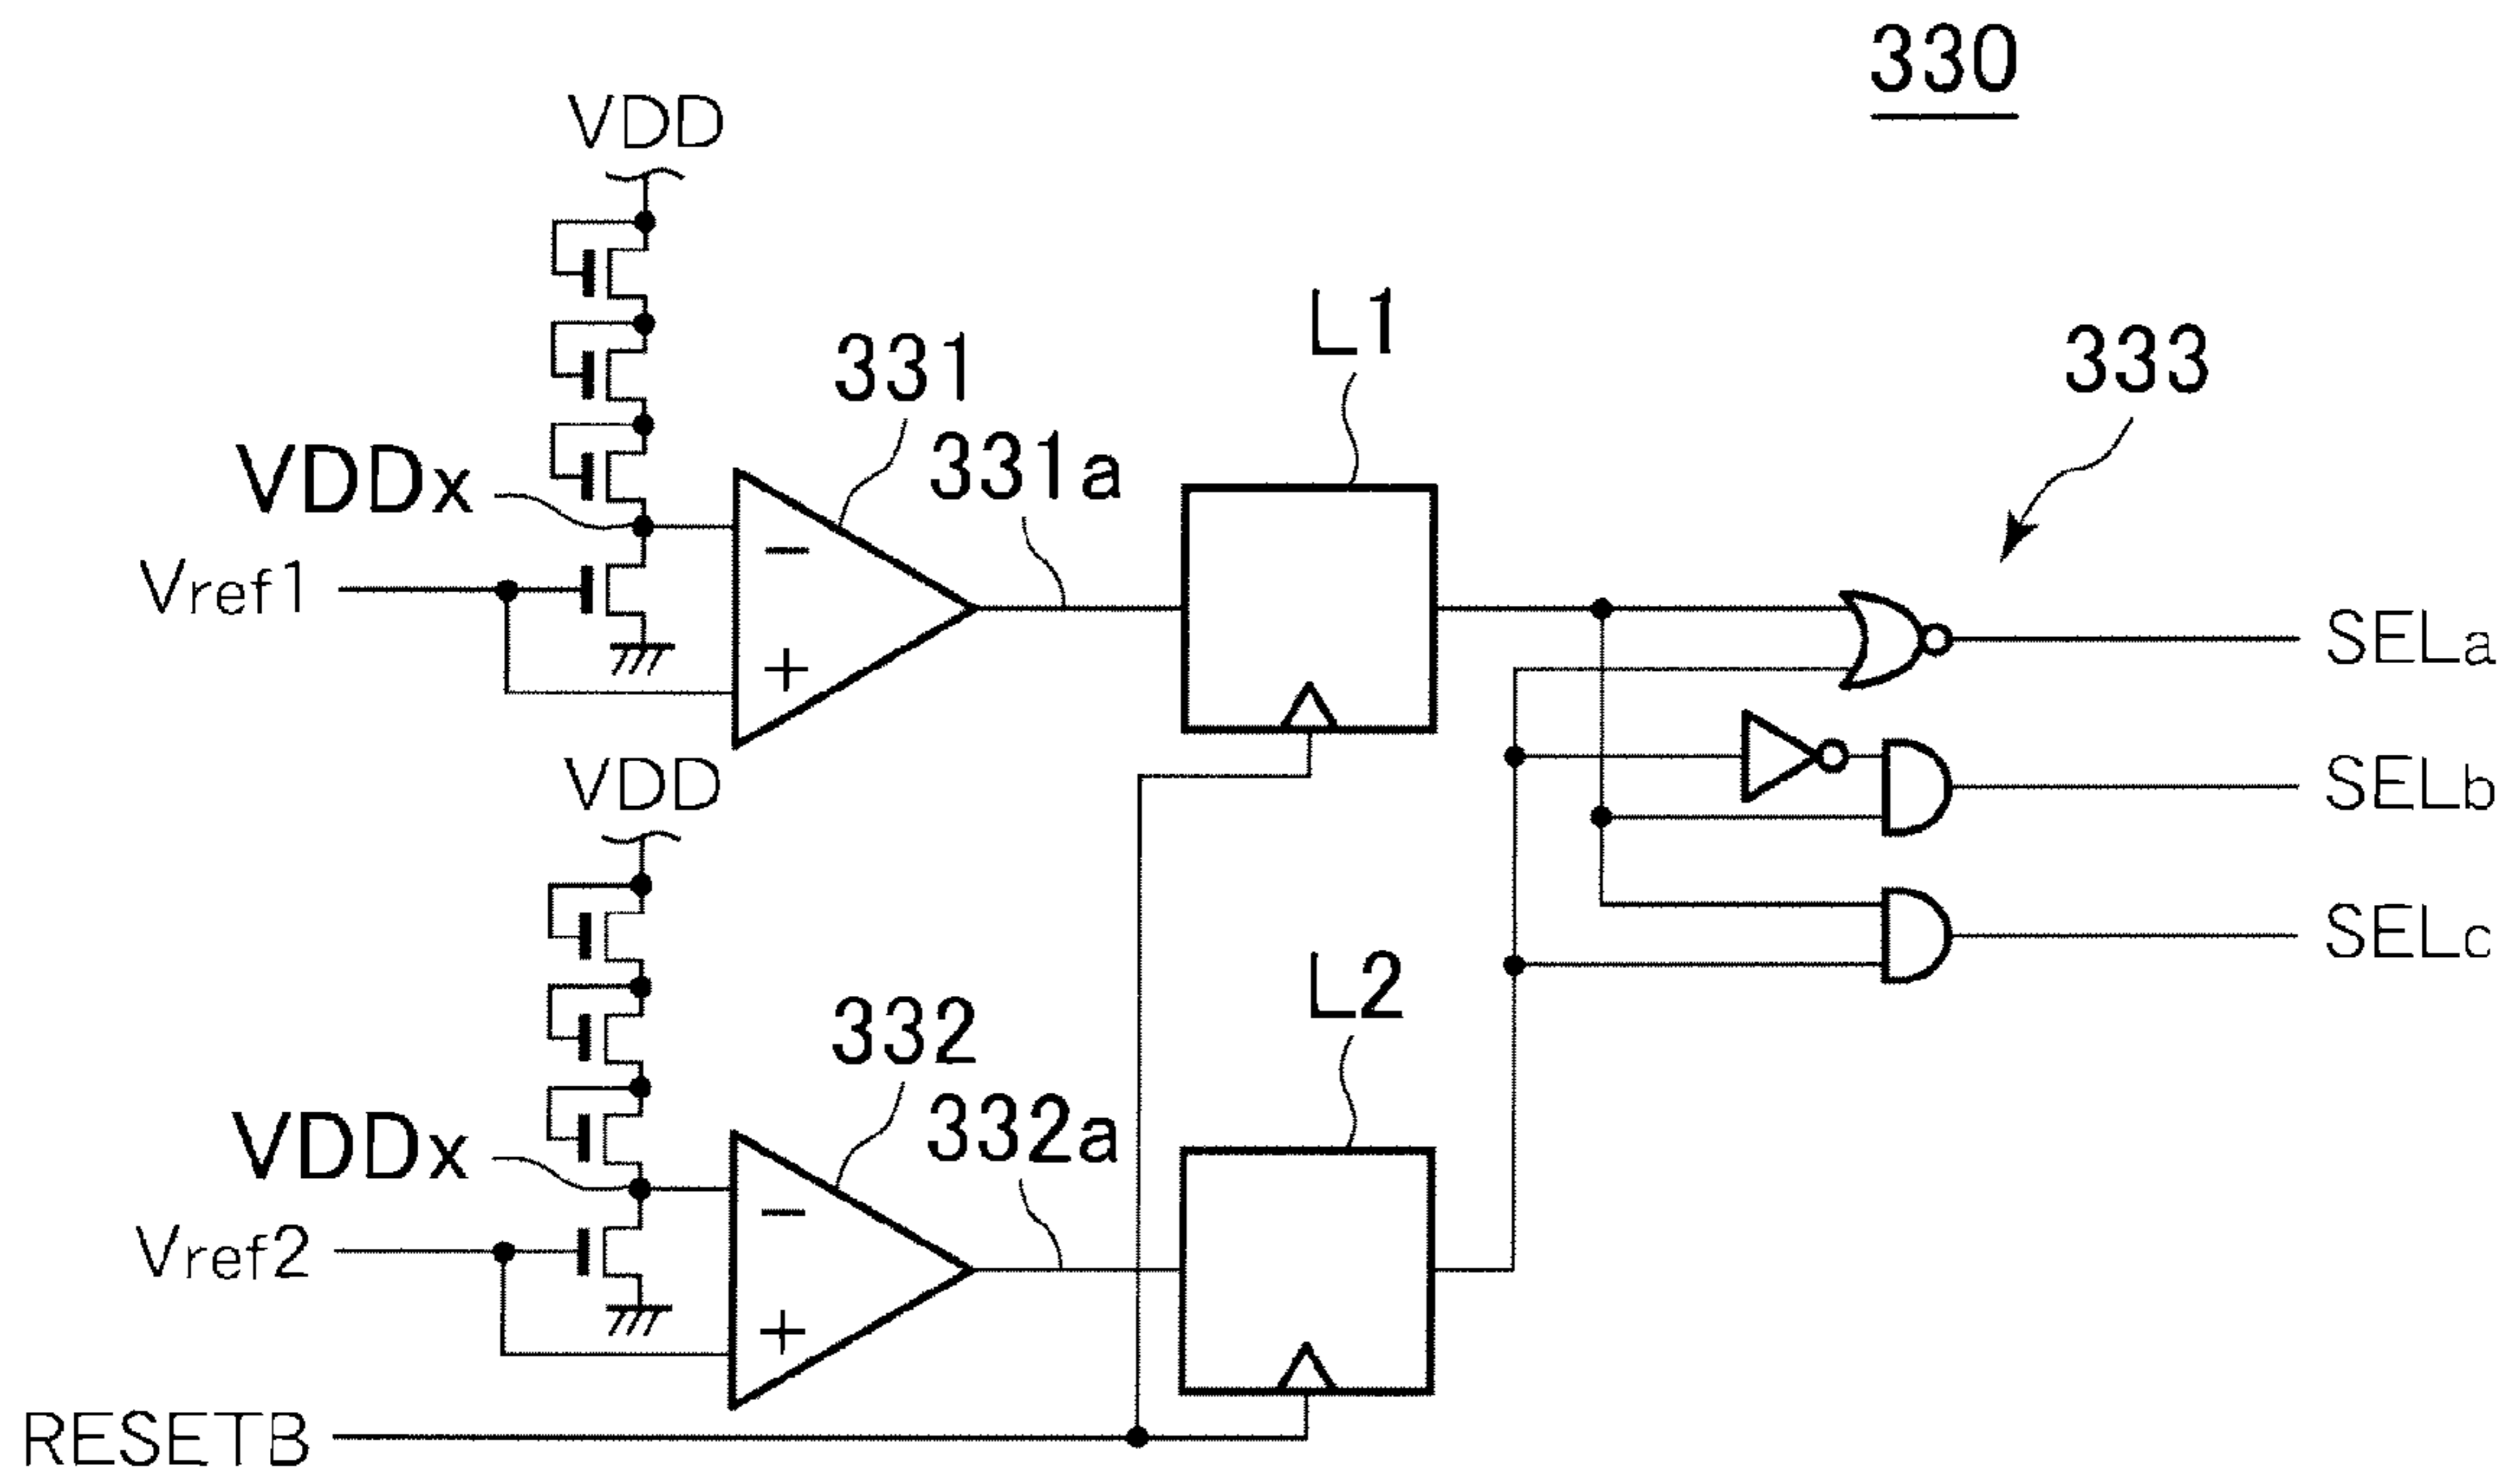 330
VDD
L1
333
331
331a
VDDx
Vref1
−
+
SELa
VDD
SELb
SELc
L2
332
332a
VDDx
Vref2
−
+
RESETB